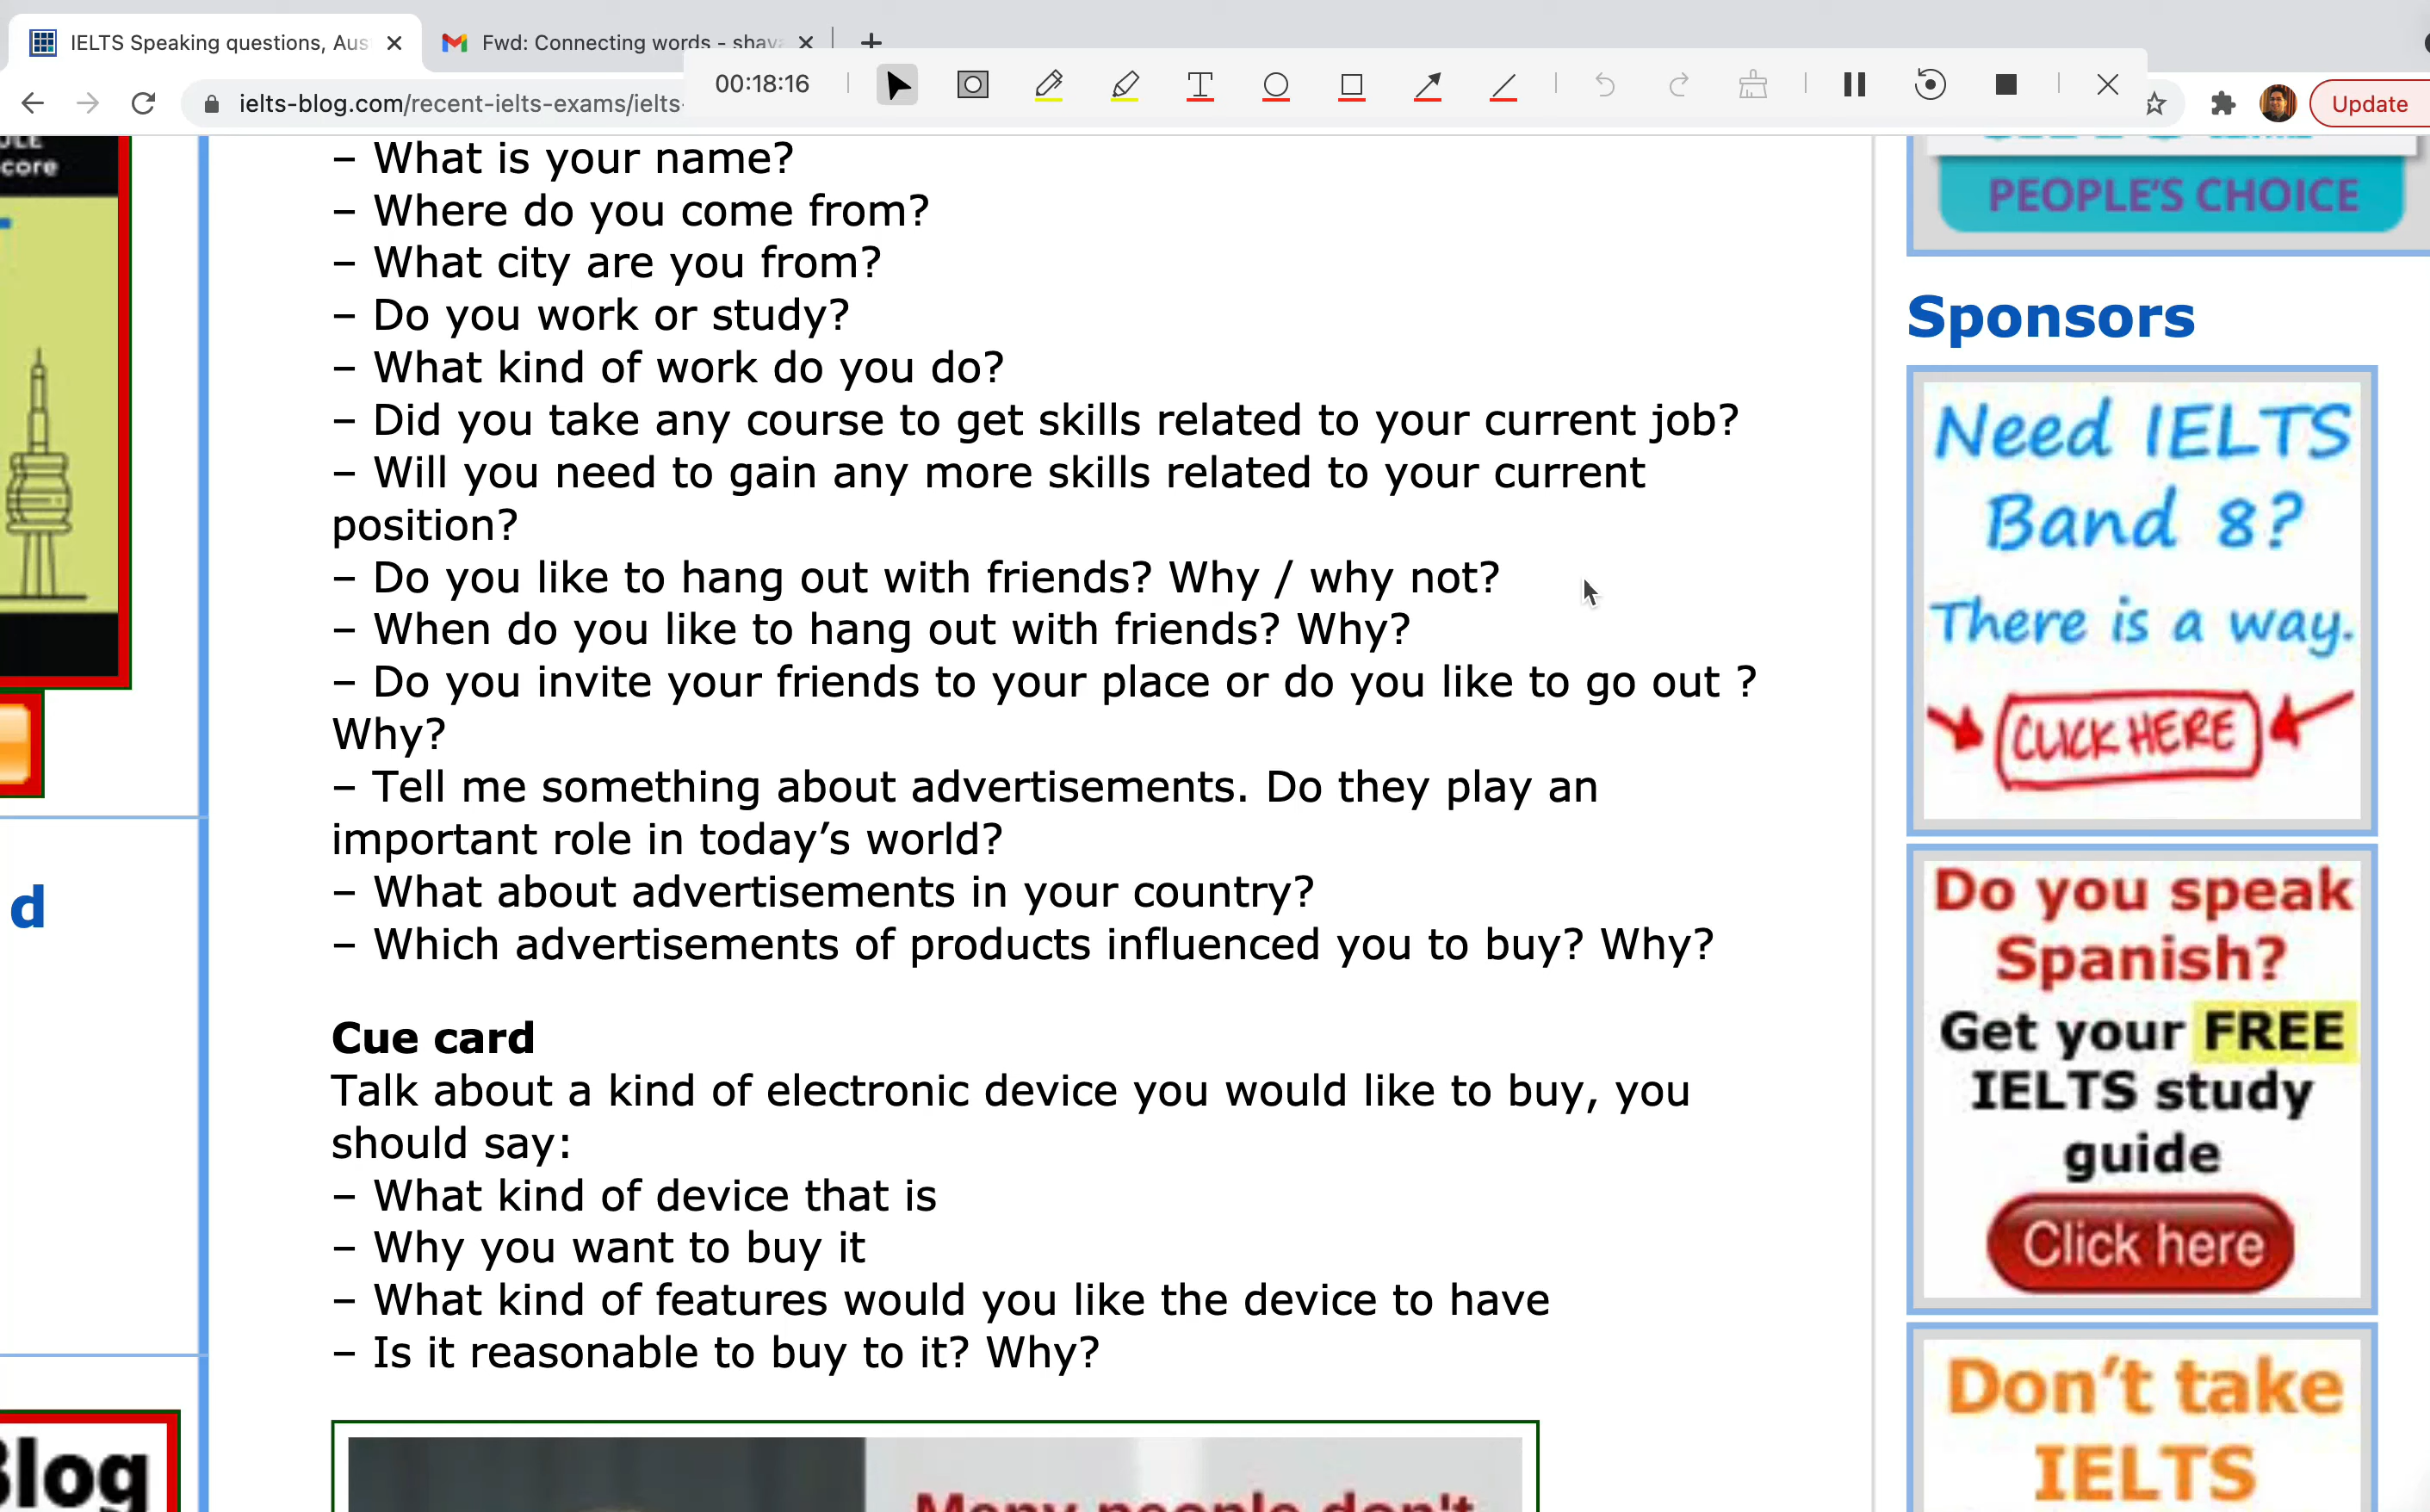 IELTS Speaking questions, Aus
Fwd: Connecting words - shava
00:18:16
ielts-blog.com/recent-ielts-exams/ielts-
Update
core
– What is your name?
– Where do you come from?
– What city are you from?
– Do you work or study?
– What kind of work do you do?
– Did you take any course to get skills related to your current job?
– Will you need to gain any more skills related to your current
position?
– Do you like to hang out with friends? Why / why not?
– When do you like to hang out with friends? Why?
– Do you invite your friends to your place or do you like to go out ?
Why?
– Tell me something about advertisements. Do they play an
important role in today’s world?
– What about advertisements in your country?
– Which advertisements of products influenced you to buy? Why?
Cue card
Talk about a kind of electronic device you would like to buy, you
should say:
– What kind of device that is
– Why you want to buy it
– What kind of features would you like the device to have
– Is it reasonable to buy to it? Why?
Many people don't
d
Blog
PEOPLE'S CHOICE
Sponsors
Need IELTS
Band 8?
There is a way.
CLICK HERE
Do you speak
Spanish?
Get your FREE
IELTS study
guide
Click here
Don't take
IELTS